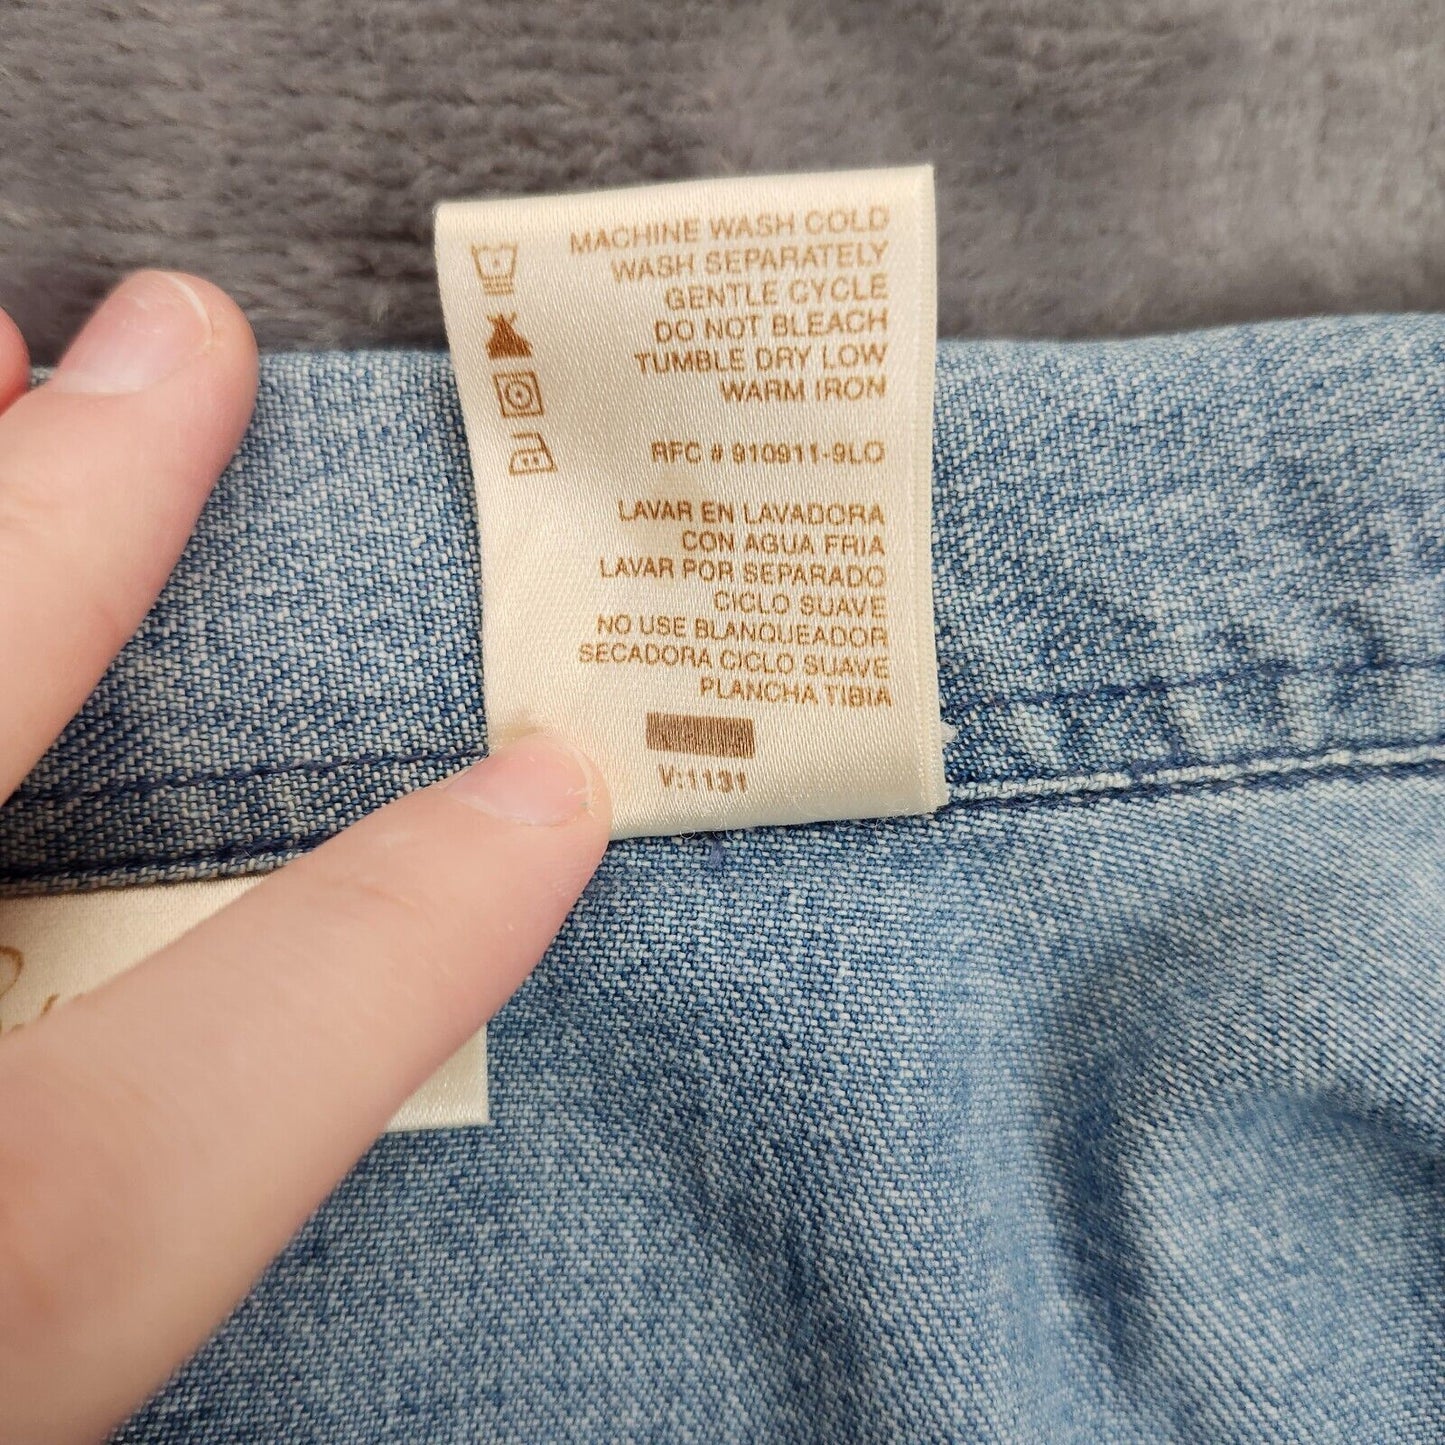 MACHINE WASH COLD
WASH SEPARATELY
GENTLE CYCLE
DO NOT BLEACH
TUMBLE DRY LOW
WARM IRON
RFC # 910911-9LO
LAVAR EN LAVADORA
CON AGUA FRIA
LAVAR POR SEPARADO
CICLO SUAVE
NO USE BLANQUEADOR
SECADORA CICLO SUAVE
PLANCHA TIBIA
V:1131